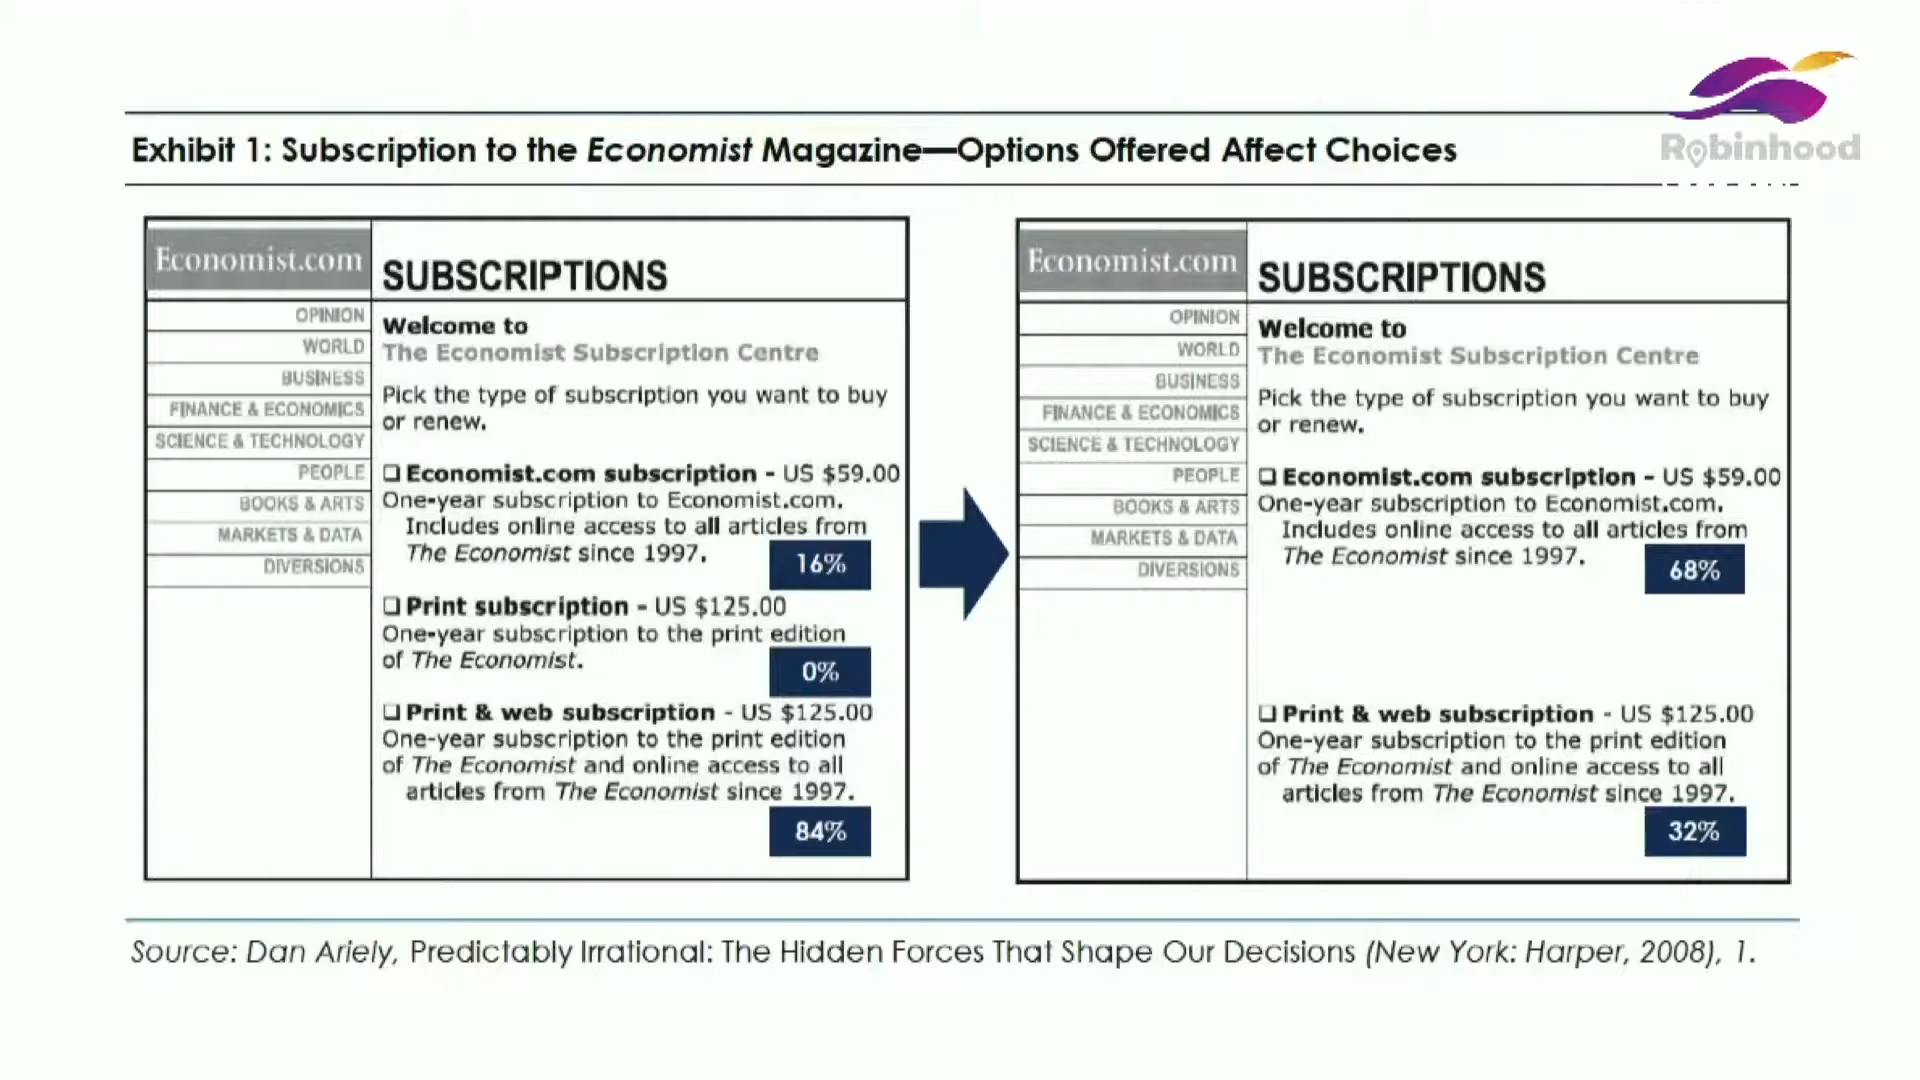 Robinhood
Exhibit 1: Subscription to the Economist Magazine—Options Offered Affect Choices
Economist.com
OPINION
WORLD
BUSINESS
FINANCE & ECONOMICS
SCIENCE & TECHNOLOGY
PEOPLE
BOOKS & ARTS
MARKETS & DATA
DIVERSIONS
SUBSCRIPTIONS
Welcome to
The Economist Subscription Centre
Pick the type of subscription you want to buy
or renew.
❑ Economist.com subscription - US $59.00
One-year subscription to Economist.com.
Includes online access to all articles from
The Economist since 1997.
16%
❑ Print subscription - US $125.00
One-year subscription to the print edition
of The Economist.
0%
❑ Print & web subscription - US $125.00
One-year subscription to the print edition
of The Economist and online access to all
articles from The Economist since 1997.
84%
Economist.com
OPINION
WORLD
BUSINESS
FINANCE & ECONOMICS
SCIENCE & TECHNOLOGY
PEOPLE
BOOKS & ARTS
MARKETS & DATA
DIVERSIONS
SUBSCRIPTIONS
Welcome to
The Economist Subscription Centre
Pick the type of subscription you want to buy
or renew.
❑ Economist.com subscription - US $59.00
One-year subscription to Economist.com.
Includes online access to all articles from
The Economist since 1997.
68%
❑ Print & web subscription - US $125.00
One-year subscription to the print edition
of The Economist and online access to all
articles from The Economist since 1997.
32%
Source: Dan Ariely, Predictably Irrational: The Hidden Forces That Shape Our Decisions (New York: Harper, 2008), 1.